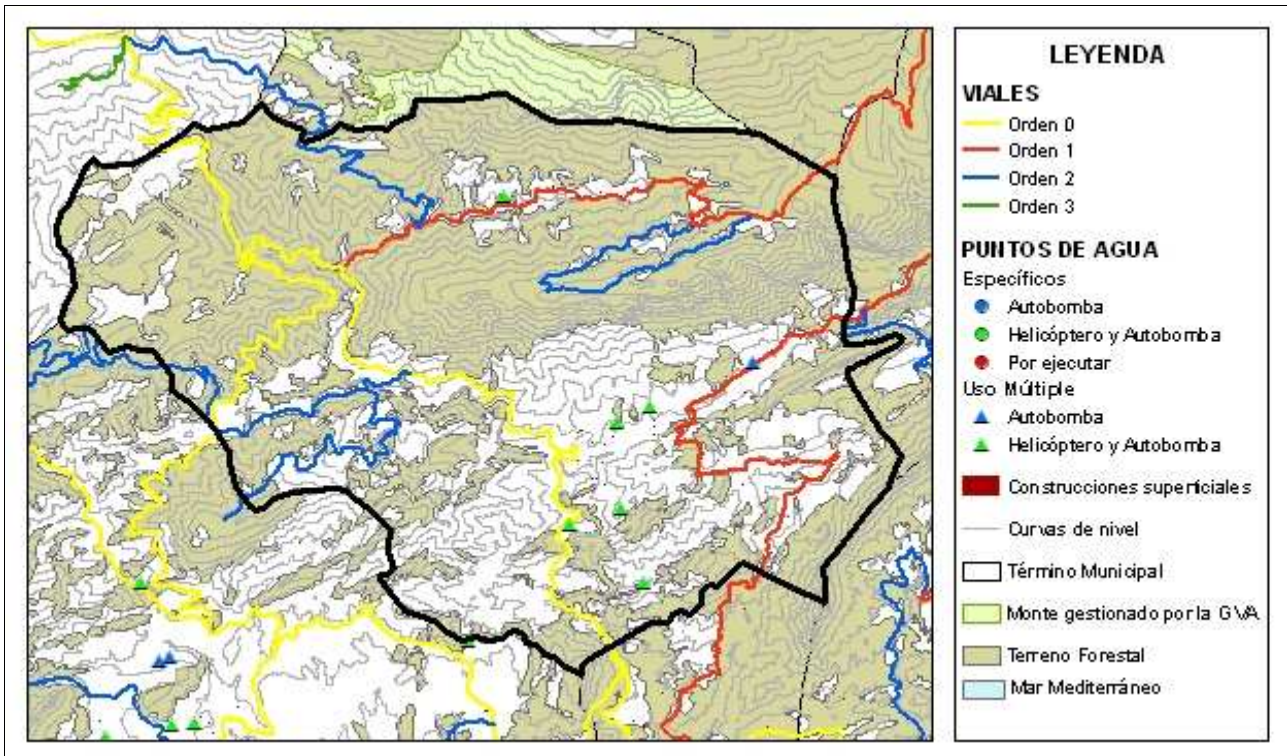 LEYENDA
VIALES
Orden 0
Orden 1
Orden 2
Orden 3
PUNTOS DE AGUA
Específicos
Autobomba
Helicóptero y Autobomba
Por ejecutar
Uso Múltiple
Autobomba
Helicóptero y Autobomba
Construcciones superficiales
Curvas de nivel
Término Municipal
Monte gestionado por la GVA
Terreno Forestal
Mar Mediterráneo